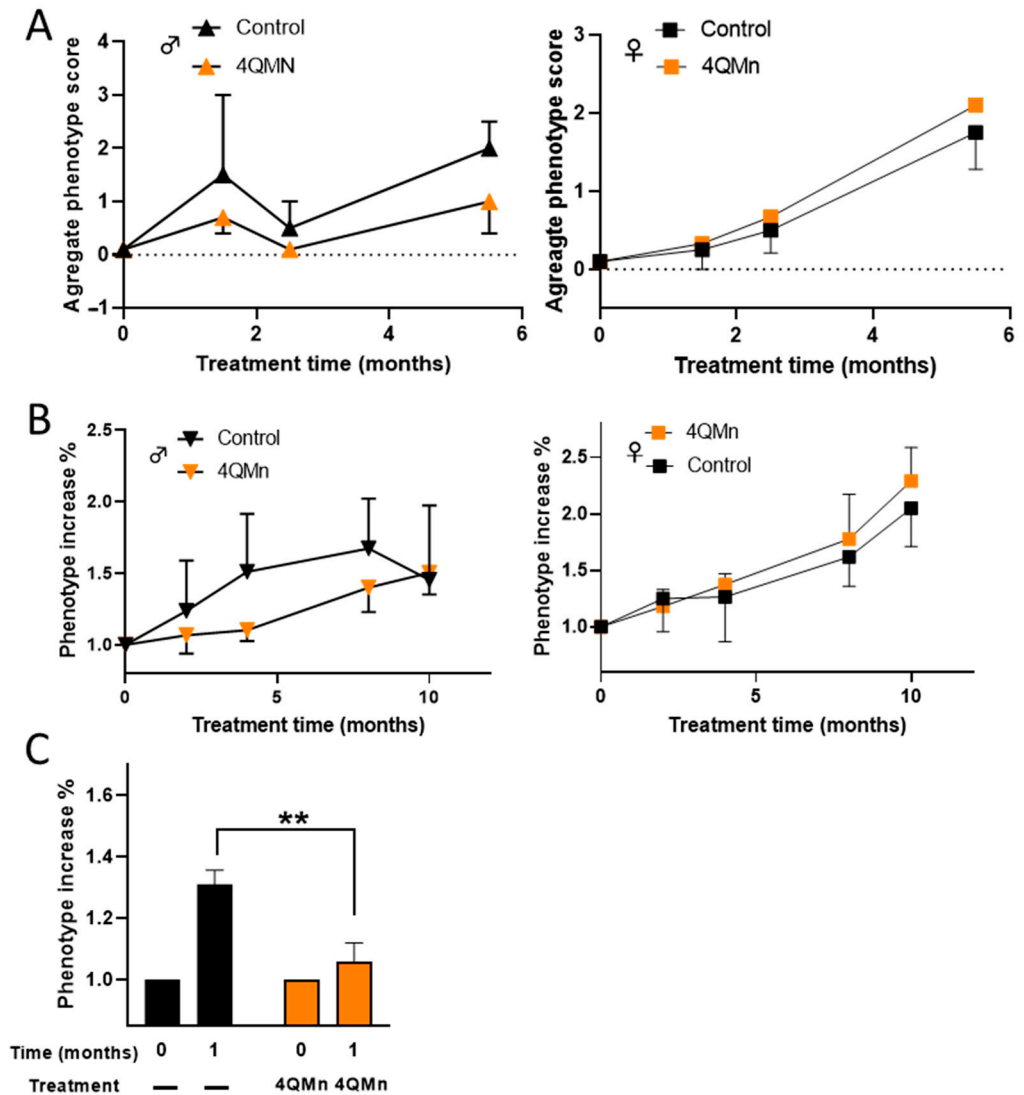 A
♂
Control
4QMN
Agregate phenotype score
4
3
2
1
0
−1
0
2
4
6
Treatment time (months)
♀
Control
4QMn
Agreagte phenotype score
3
2
1
0
0
2
4
6
Treatment time (months)
B
♂
Control
4QMn
Phenotype increase %
2.5
2.0
1.5
1.0
0
5
10
Treatment time (months)
♀
4QMn
Control
Phenotype increase %
2.5
2.0
1.5
1.0
0
5
10
Treatment time (months)
C
**
Phenotype increase %
1.6
1.4
1.2
1.0
Time (months) 0 1 0 1
Treatment — — 4QMn 4QMn